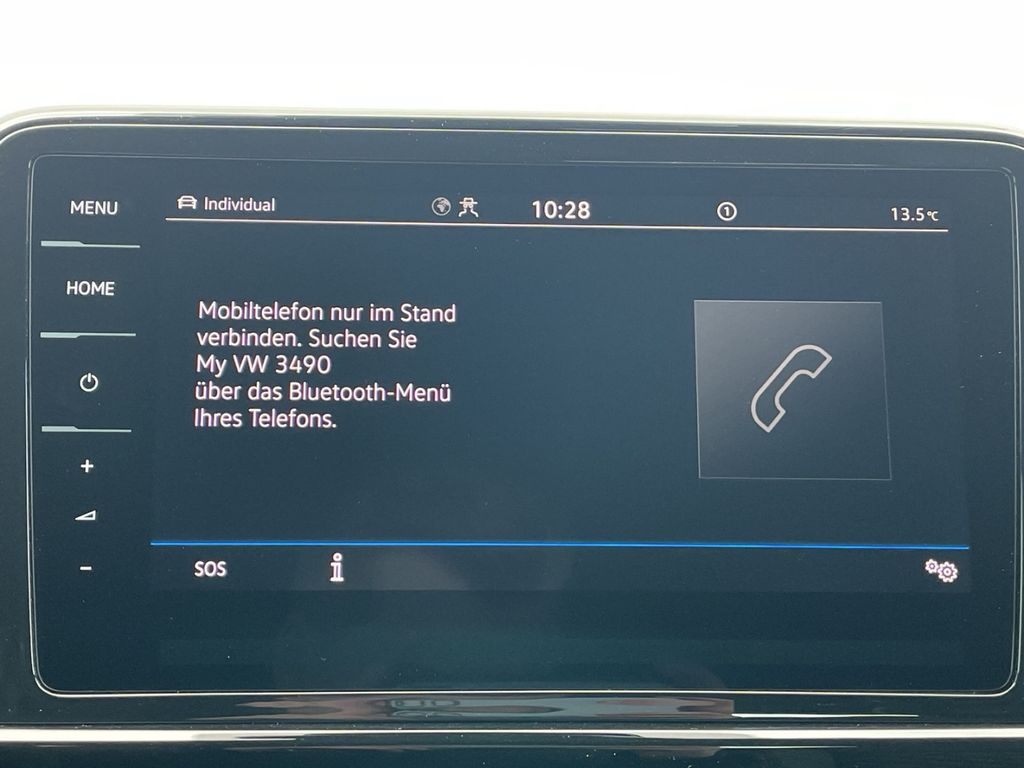 MENU
Individual
10:28
1
13.5°C
HOME
Mobiltelefon nur im Stand
verbinden. Suchen Sie
My VW 3490
über das Bluetooth-Menü
Ihres Telefons.
+
-
SOS
i